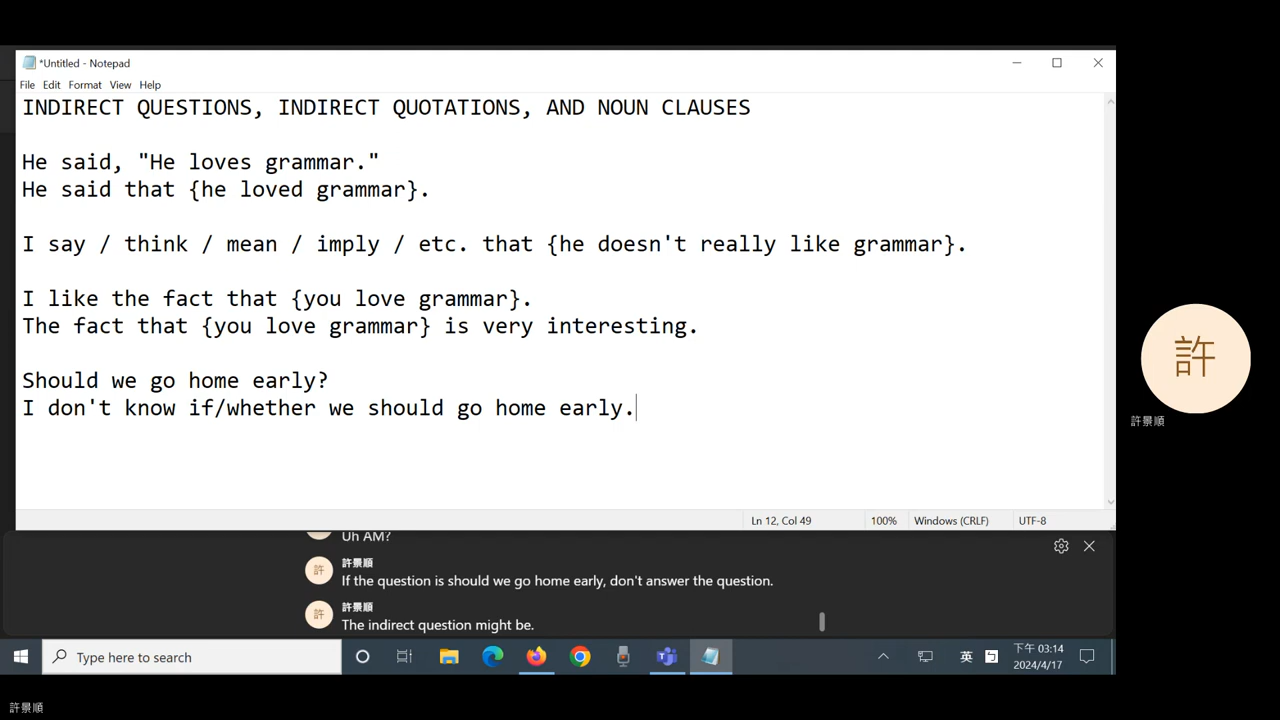 *Untitled - Notepad
File Edit Format View Help
INDIRECT QUESTIONS, INDIRECT QUOTATIONS, AND NOUN CLAUSES
He said, "He loves grammar."
He said that {he loved grammar}.
I say / think / mean / imply / etc. that {he doesn't really like grammar}.
I like the fact that {you love grammar}.
The fact that {you love grammar} is very interesting.
Should we go home early?
I don't know if/whether we should go home early.
Ln 12, Col 49 100% Windows (CRLF) UTF-8
許
許景順
Uh AM?
許景順
許 If the question is should we go home early, don't answer the question.
許景順
許 The indirect question might be.
Type here to search
英
下午 03:14
2024/4/17
許景順